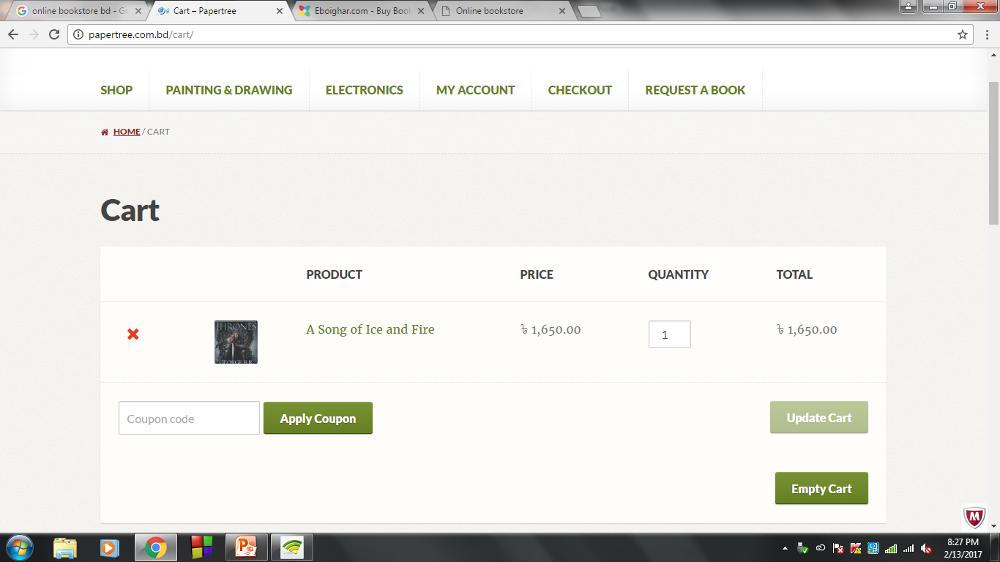 online bookstore bd - Go
Cart – Papertree
Eboighar.com - Buy Book
Online bookstore
papertree.com.bd/cart/
SHOP
PAINTING & DRAWING
ELECTRONICS
MY ACCOUNT
CHECKOUT
REQUEST A BOOK
HOME / CART
Cart
PRODUCT
PRICE
QUANTITY
TOTAL
THRONES
GEORGE R.R.
A Song of Ice and Fire
৳ 1,650.00
1
৳ 1,650.00
Coupon code
Apply Coupon
Update Cart
Empty Cart
8:27 PM
2/13/2017